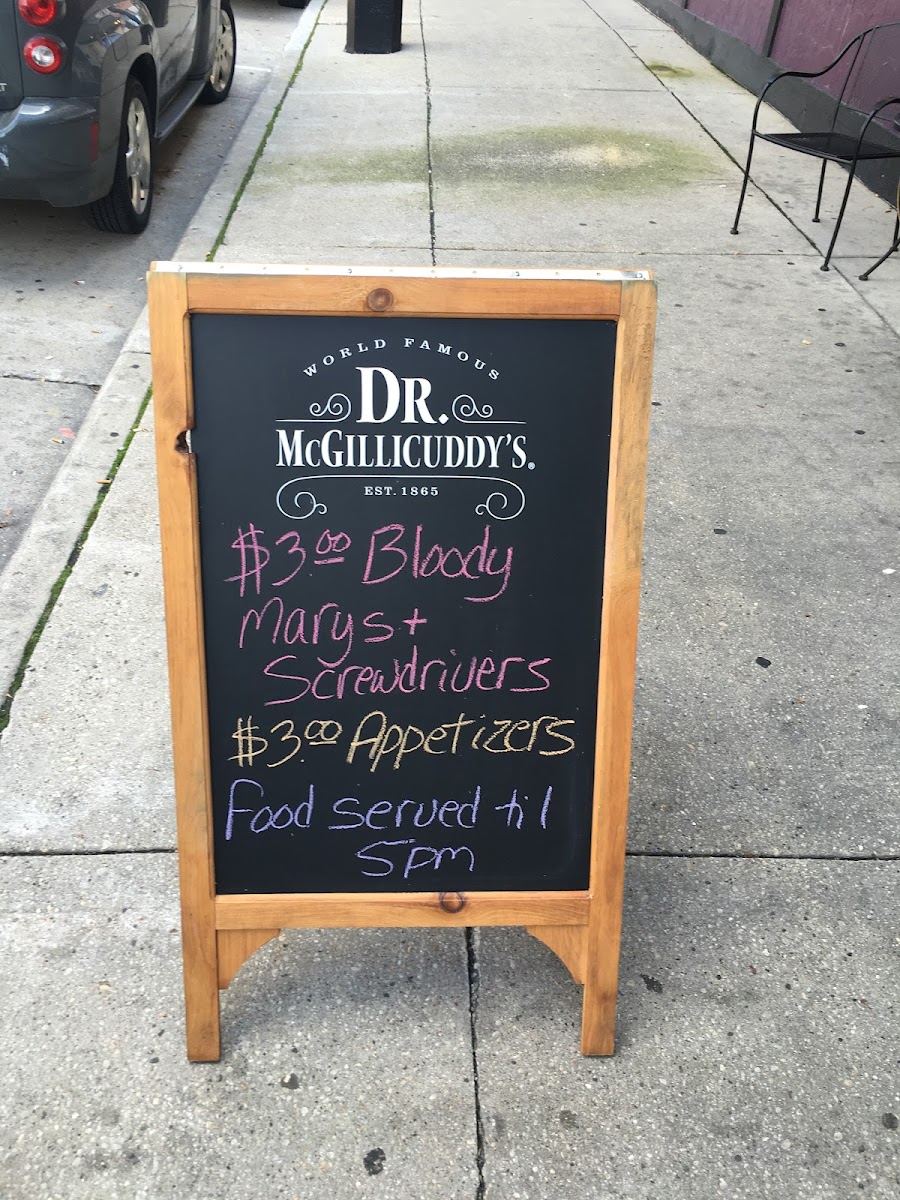 WORLD FAMOUS
DR.
McGILLICUDDY'S.®
EST. 1865
$3.00 Bloody
Marys +
Screwdrivers
$3.00 Appetizers
Food served til
5pm